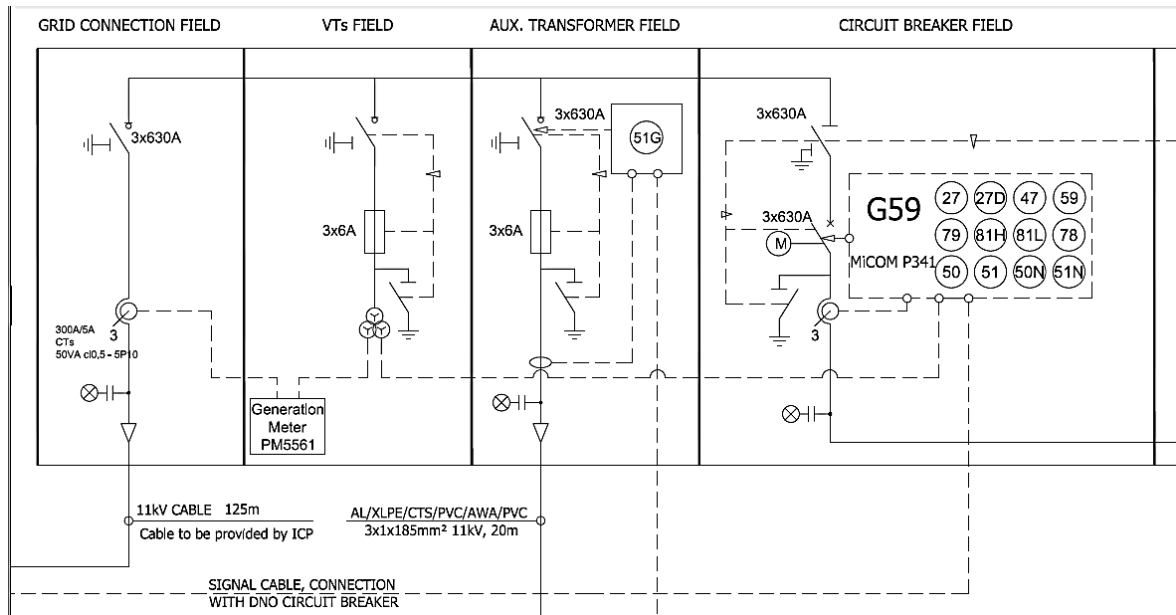 GRID CONNECTION FIELD
VTs FIELD
AUX. TRANSFORMER FIELD
CIRCUIT BREAKER FIELD
3x630A
3x630A
51G
3x630A
3x6A
3x6A
3x630A
M
G59
MiCOM P341
27 27D 47 59
79 81H 81L 78
50 51 50N 51N
300A/5A
CTs
50VA cl0,5 - 5P10
3
3
Generation
Meter
PM5561
11kV CABLE 125m
Cable to be provided by ICP
AL/XLPE/CTS/PVC/AWA/PVC
3x1x185mm² 11kV, 20m
SIGNAL CABLE, CONNECTION
WITH DNO CIRCUIT BREAKER